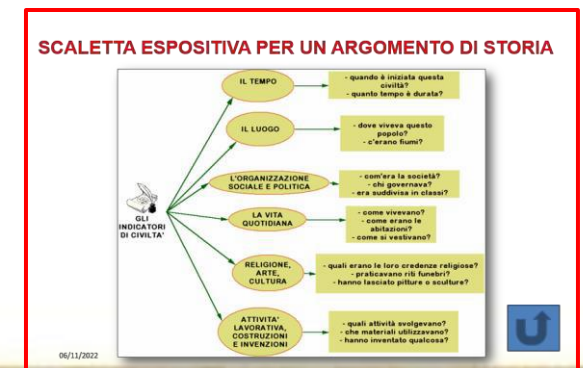 SCALETTA ESPOSITIVA PER UN ARGOMENTO DI STORIA
GLI
INDICATORI
DI CIVILTA'
IL TEMPO
- quando è iniziata questa
civiltà?
- quanto tempo è durata?
IL LUOGO
- dove viveva questo
popolo?
- c'erano fiumi?
L'ORGANIZZAZIONE
SOCIALE E POLITICA
- com'era la società?
- chi governava?
- era suddivisa in classi?
LA VITA
QUOTIDIANA
- come vivevano?
- come erano le
abitazioni?
- come si vestivano?
RELIGIONE,
ARTE,
CULTURA
- quali erano le loro credenze religiose?
- praticavano riti funebri?
- hanno lasciato pitture o sculture?
ATTIVITA'
LAVORATIVA,
COSTRUZIONI
E INVENZIONI
- quali attività svolgevano?
- che materiali utilizzavano?
- hanno inventato qualcosa?
06/11/2022